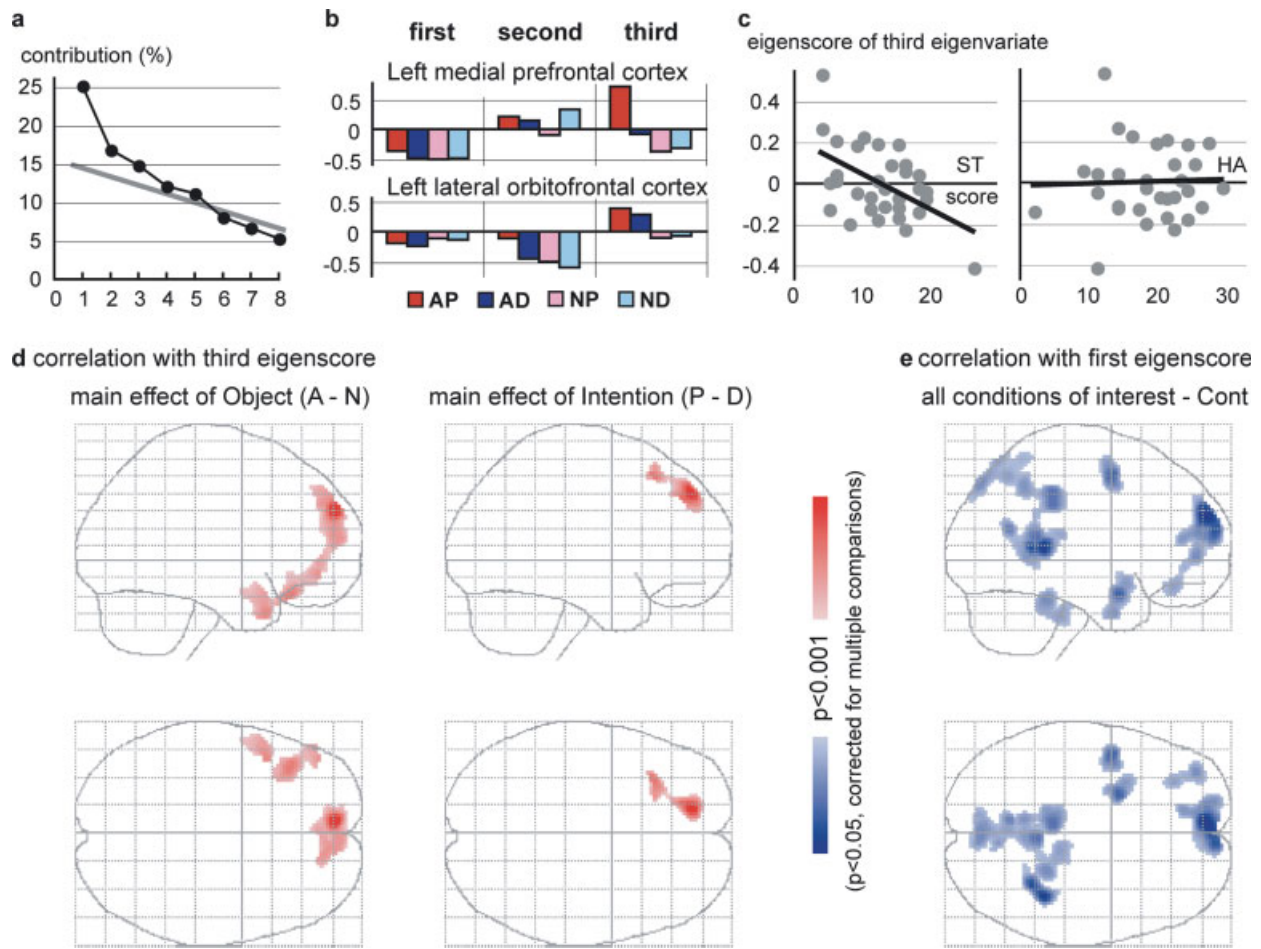 a
contribution (%)
25
20
15
10
5
0
0 1 2 3 4 5 6 7 8
b
first second third
Left medial prefrontal cortex
0.5
0
-0.5
Left lateral orbitofrontal cortex
0.5
0
-0.5
AP AD NP ND
c
eigenscore of third eigenvariate
0.4
0.2
0
-0.2
-0.4
ST
score
HA
0 10 20
0 10 20 30
d correlation with third eigenscore
main effect of Object (A - N)
main effect of Intention (P - D)
p<0.001
(p<0.05, corrected for multiple comparisons)
e correlation with first eigenscore
all conditions of interest - Cont